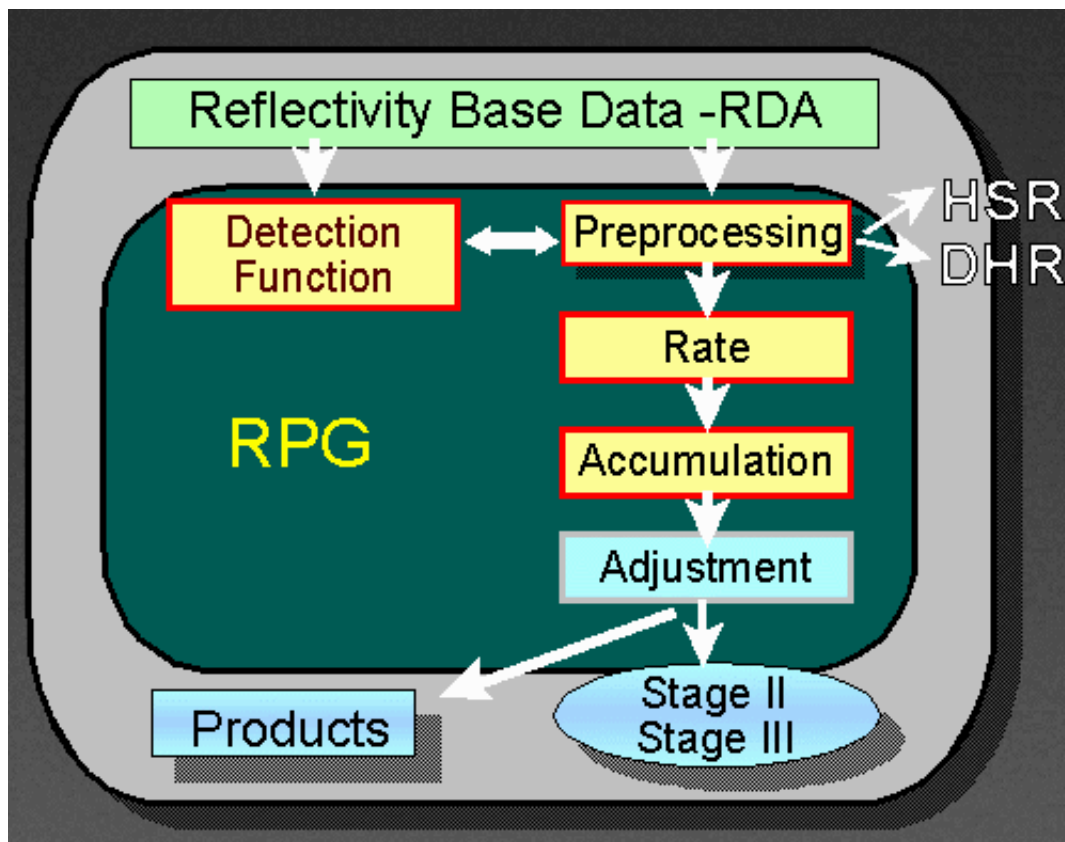 Reflectivity Base Data -RDA
Detection
Function
Preprocessing
HSR
DHR
Rate
RPG
Accumulation
Adjustment
Products
Stage II
Stage III